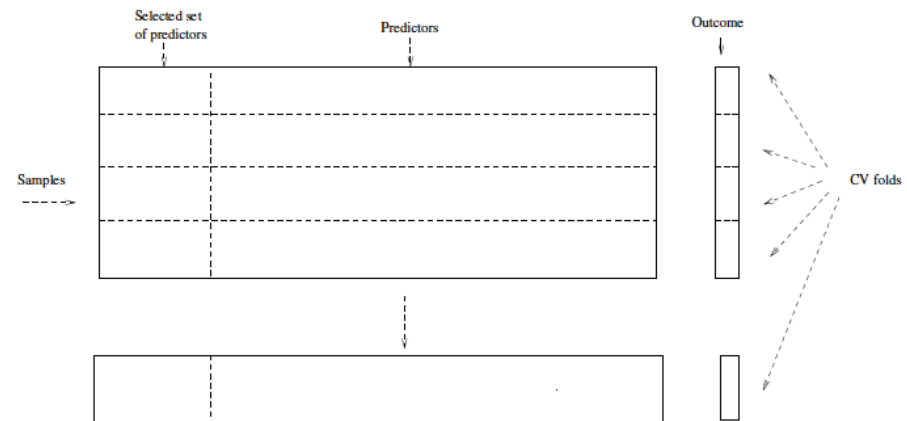 Selected set
of predictors
Predictors
Outcome
Samples
CV folds